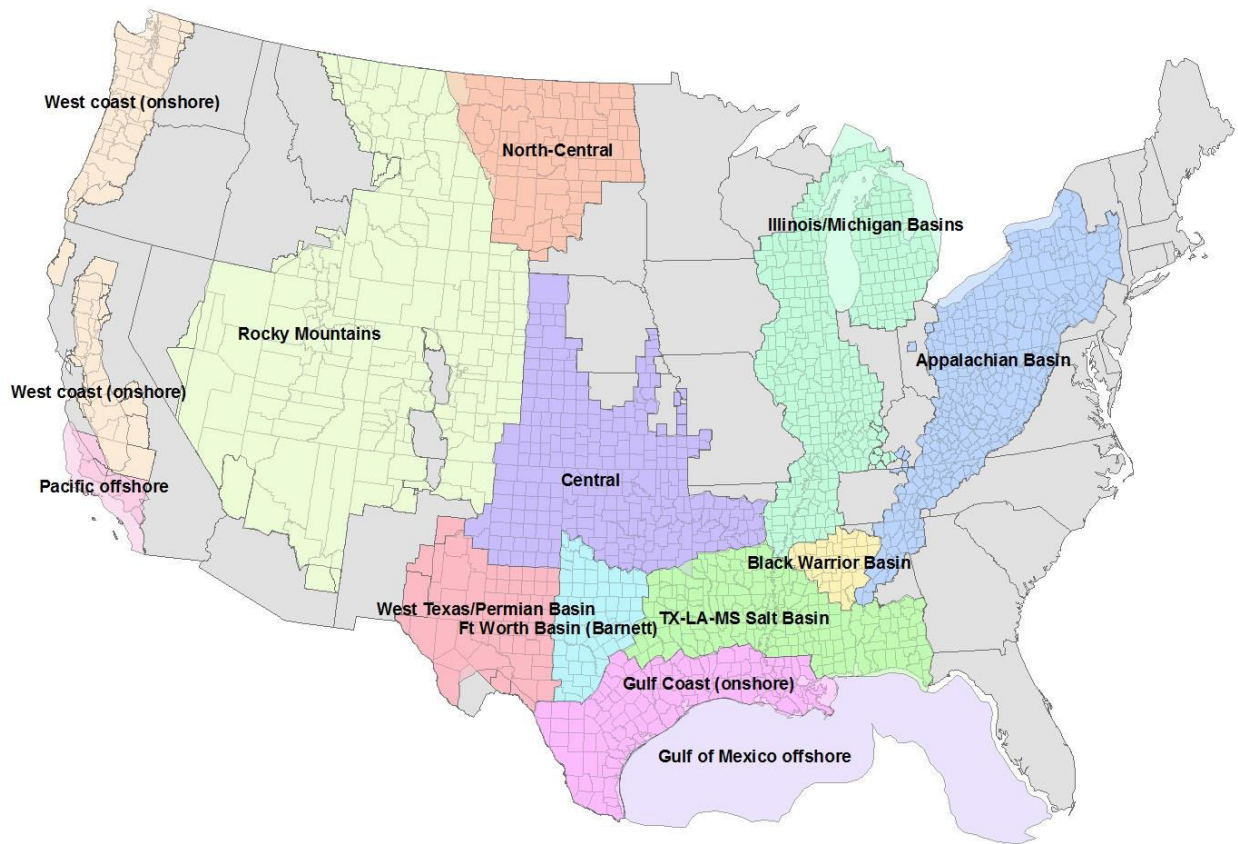 West coast (onshore)
North-Central
Illinois/Michigan Basins
Rocky Mountains
Appalachian Basin
West coast (onshore)
Central
Pacific offshore
Black Warrior Basin
West Texas/Permian Basin
TX-LA-MS Salt Basin
Ft Worth Basin (Barnett)
Gulf Coast (onshore)
Gulf of Mexico offshore